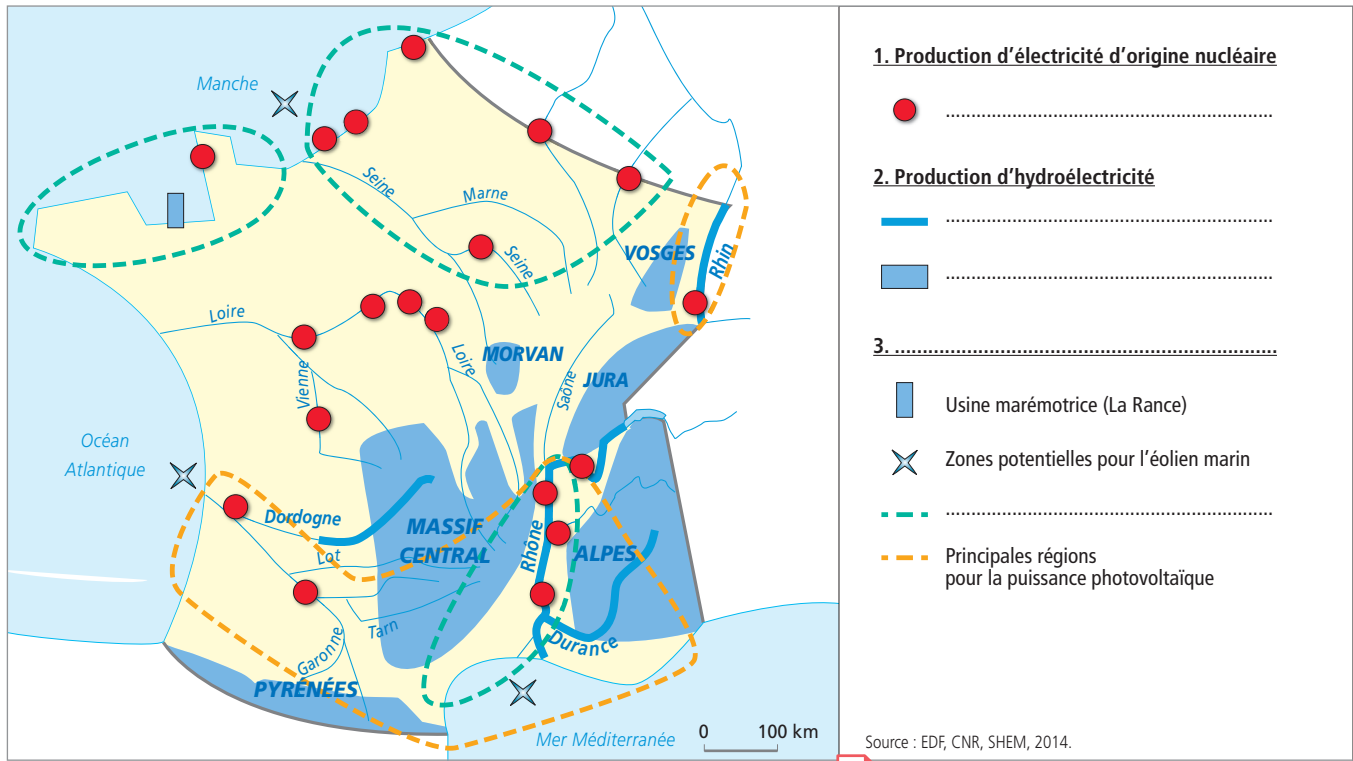 Manche
Seine
Marne
Seine
VOSGES
Rhin
Loire
Loire
MORVAN
Saône
JURA
Vienne
Océan
Atlantique
Dordogne
MASSIF
CENTRAL
Lot
Rhône
ALPES
Tarn
Garonne
Durance
PYRÉNÉES
Mer Méditerranée
0 100 km
1. Production d'électricité d'origine nucléaire
......................................................................
2. Production d'hydroélectricité
......................................................................
......................................................................
3. ......................................................................
Usine marémotrice (La Rance)
Zones potentielles pour l'éolien marin
......................................................................
Principales régions
pour la puissance photovoltaïque
Source : EDF, CNR, SHEM, 2014.